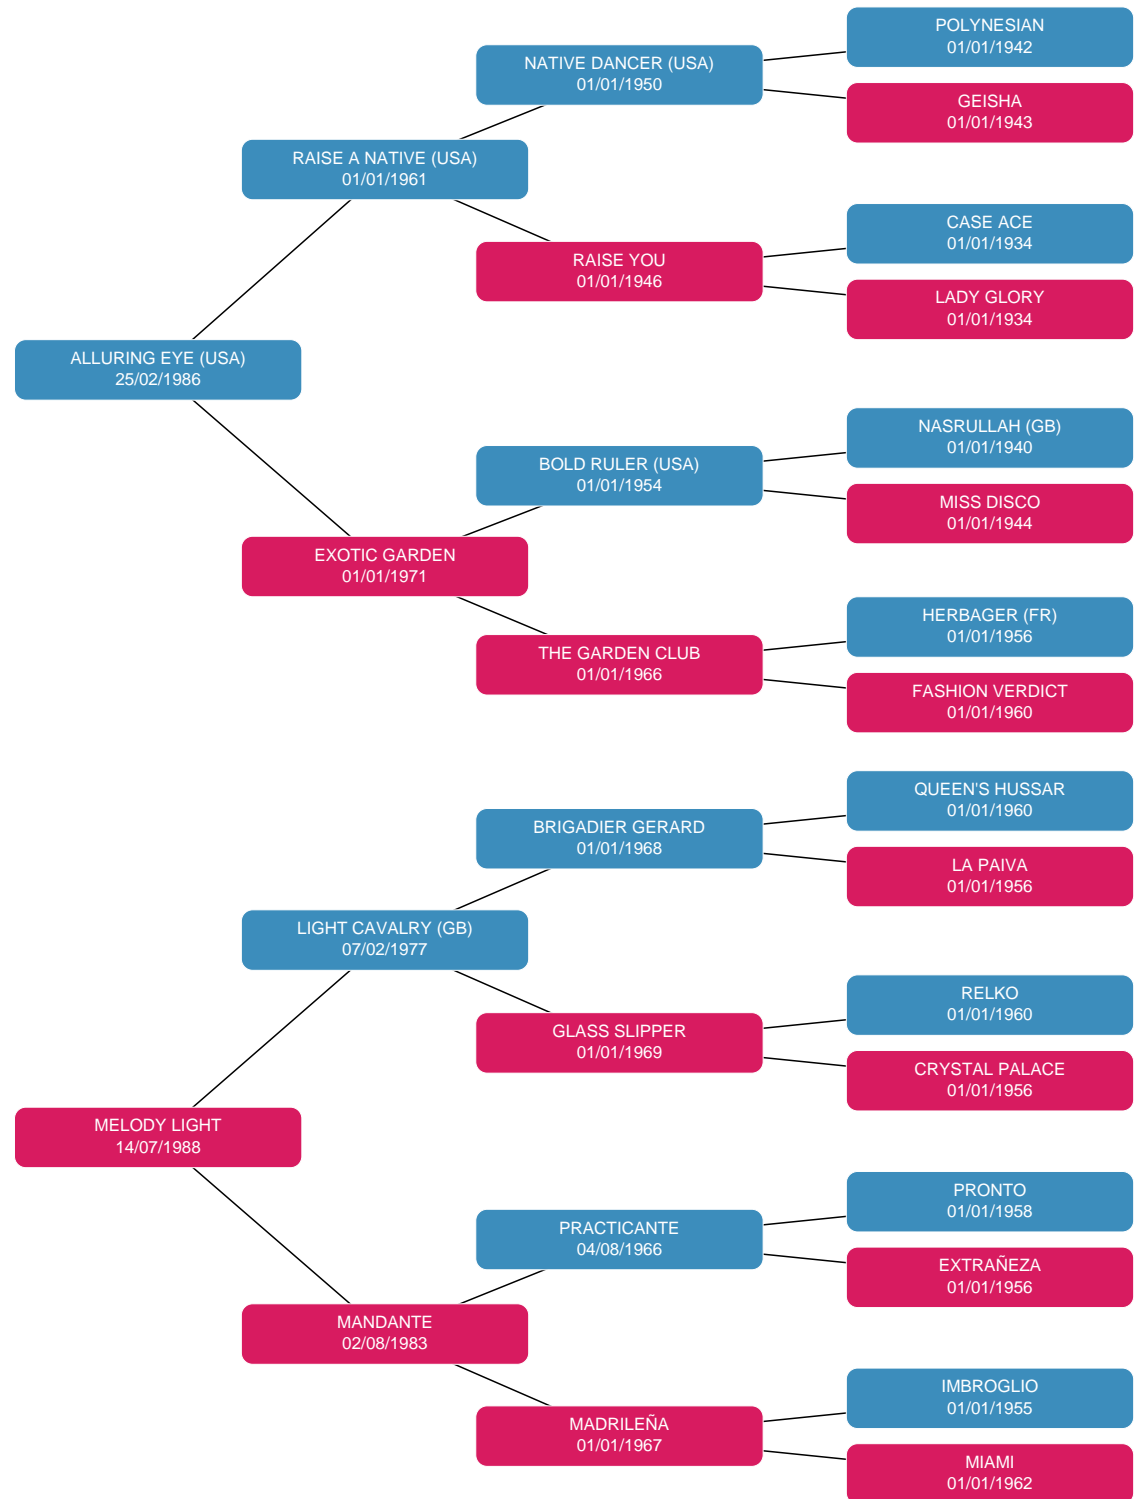 POLYNESIAN
01/01/1942
NATIVE DANCER (USA)
01/01/1950
GEISHA
01/01/1943
RAISE A NATIVE (USA)
01/01/1961
CASE ACE
01/01/1934
RAISE YOU
01/01/1946
LADY GLORY
01/01/1934
ALLURING EYE (USA)
25/02/1986
NASRULLAH (GB)
01/01/1940
BOLD RULER (USA)
01/01/1954
MISS DISCO
01/01/1944
EXOTIC GARDEN
01/01/1971
HERBAGER (FR)
01/01/1956
THE GARDEN CLUB
01/01/1966
FASHION VERDICT
01/01/1960
QUEEN'S HUSSAR
01/01/1960
BRIGADIER GERARD
01/01/1968
LA PAIVA
01/01/1956
LIGHT CAVALRY (GB)
07/02/1977
RELKO
01/01/1960
GLASS SLIPPER
01/01/1969
CRYSTAL PALACE
01/01/1956
MELODY LIGHT
14/07/1988
PRONTO
01/01/1958
PRACTICANTE
04/08/1966
EXTRAÑEZA
01/01/1956
MANDANTE
02/08/1983
IMBROGLIO
01/01/1955
MADRILEÑA
01/01/1967
MIAMI
01/01/1962